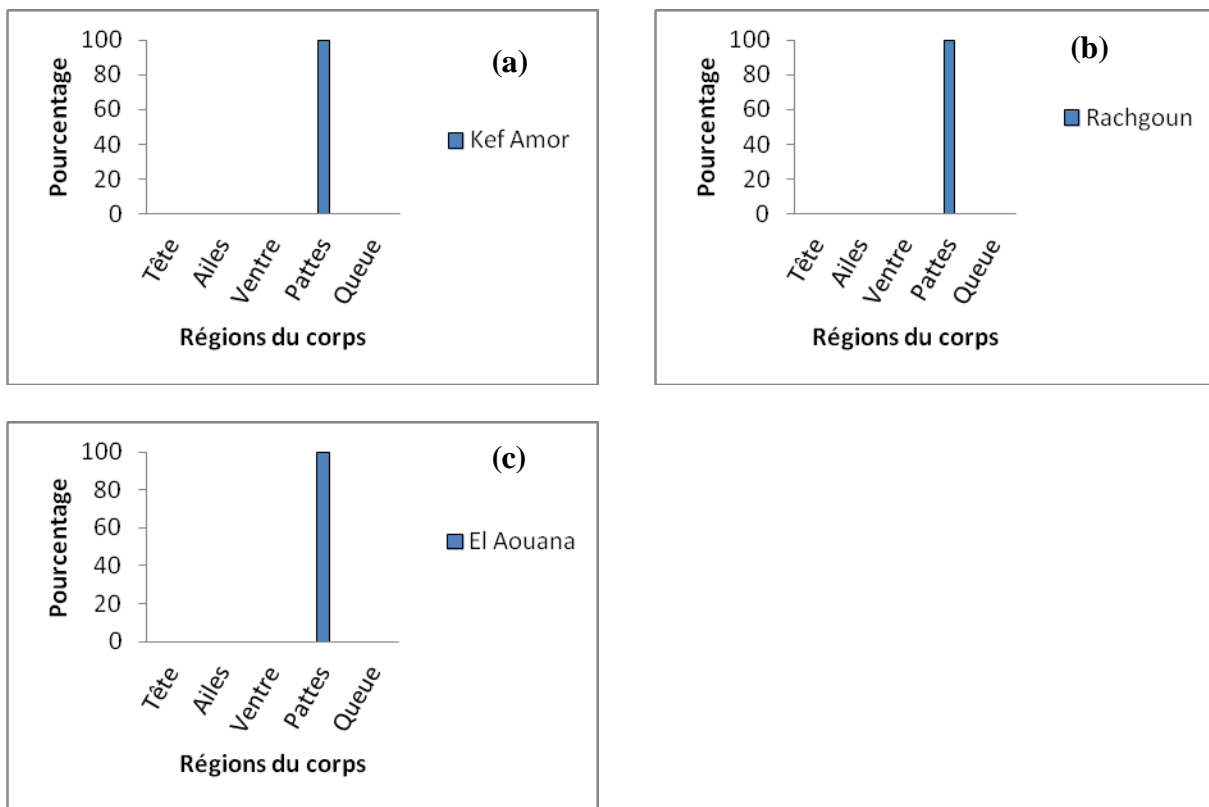 (a)
Pourcentage
100
80
60
40
20
0
Tête
Ailes
Ventre
Pattes
Queue
Régions du corps
Kef Amor
(b)
Pourcentage
100
80
60
40
20
0
Tête
Ailes
Ventre
Pattes
Queue
Régions du corps
Rachgoun
(c)
Pourcentage
100
80
60
40
20
0
Tête
Ailes
Ventre
Pattes
Queue
Régions du corps
El Aouana